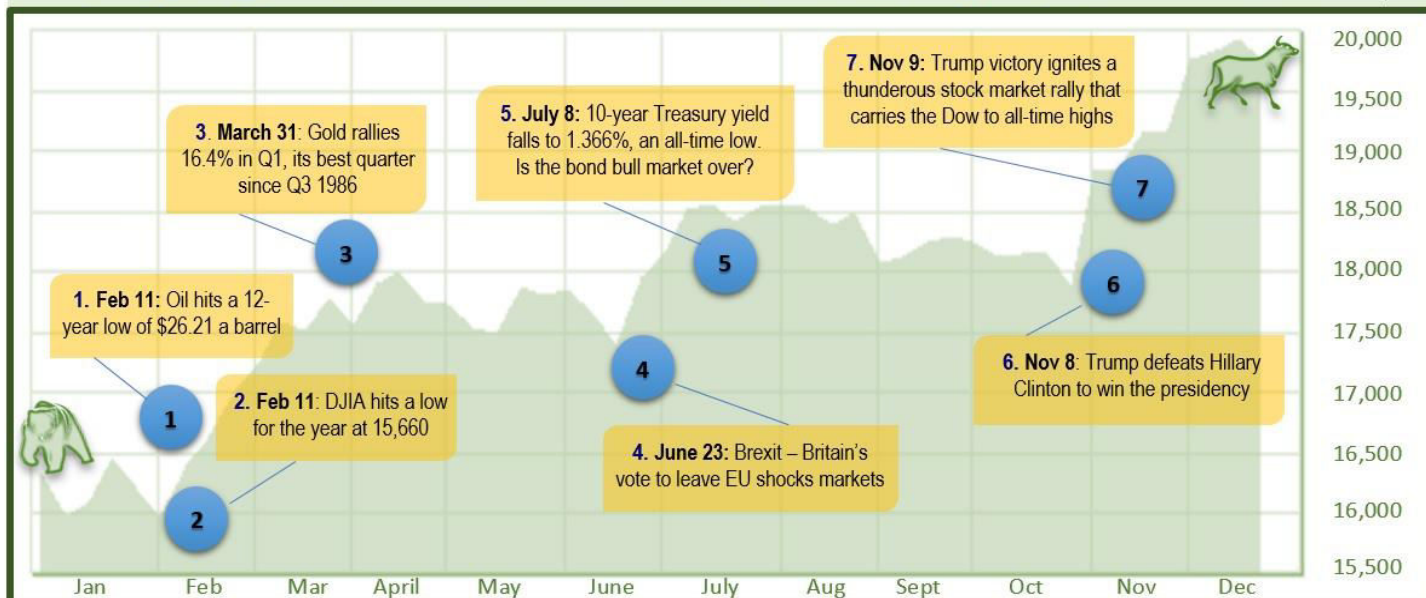 1. Feb 11: Oil hits a 12-
year low of $26.21 a barrel
2. Feb 11: DJIA hits a low
for the year at 15,660
3. March 31: Gold rallies
16.4% in Q1, its best quarter
since Q3 1986
4. June 23: Brexit – Britain’s
vote to leave EU shocks markets
5. July 8: 10-year Treasury yield
falls to 1.366%, an all-time low.
Is the bond bull market over?
6. Nov 8: Trump defeats Hillary
Clinton to win the presidency
7. Nov 9: Trump victory ignites a
thunderous stock market rally that
carries the Dow to all-time highs
1
2
3
4
5
6
7
20,000
19,500
19,000
18,500
18,000
17,500
17,000
16,500
16,000
15,500
Jan Feb Mar April May June July Aug Sept Oct Nov Dec